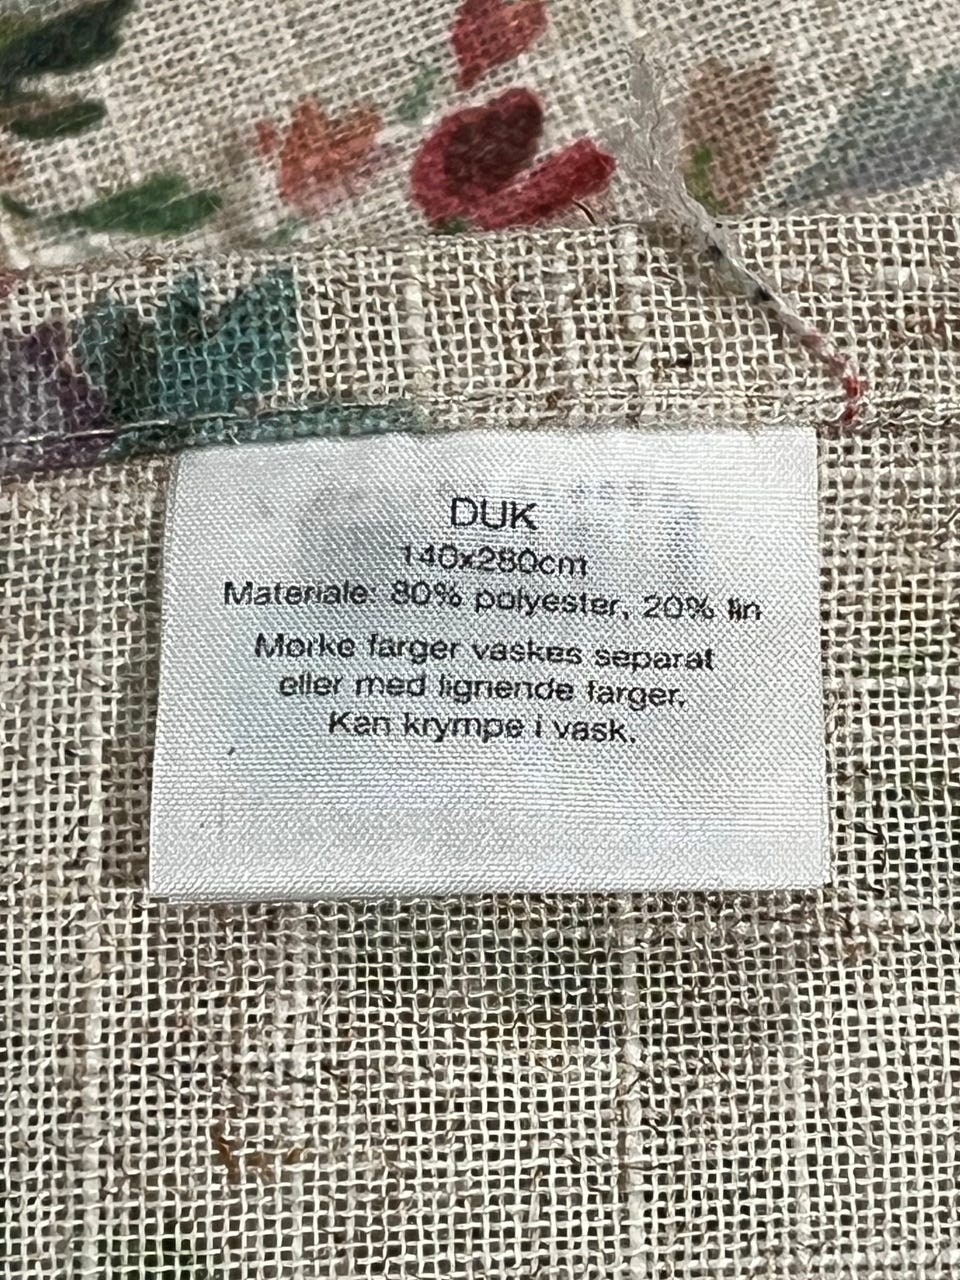 DUK
140x280cm
Materiale: 80% polyester, 20% lin
Mørke farger vaskes separat
eller med lignende farger.
Kan krympe i vask.